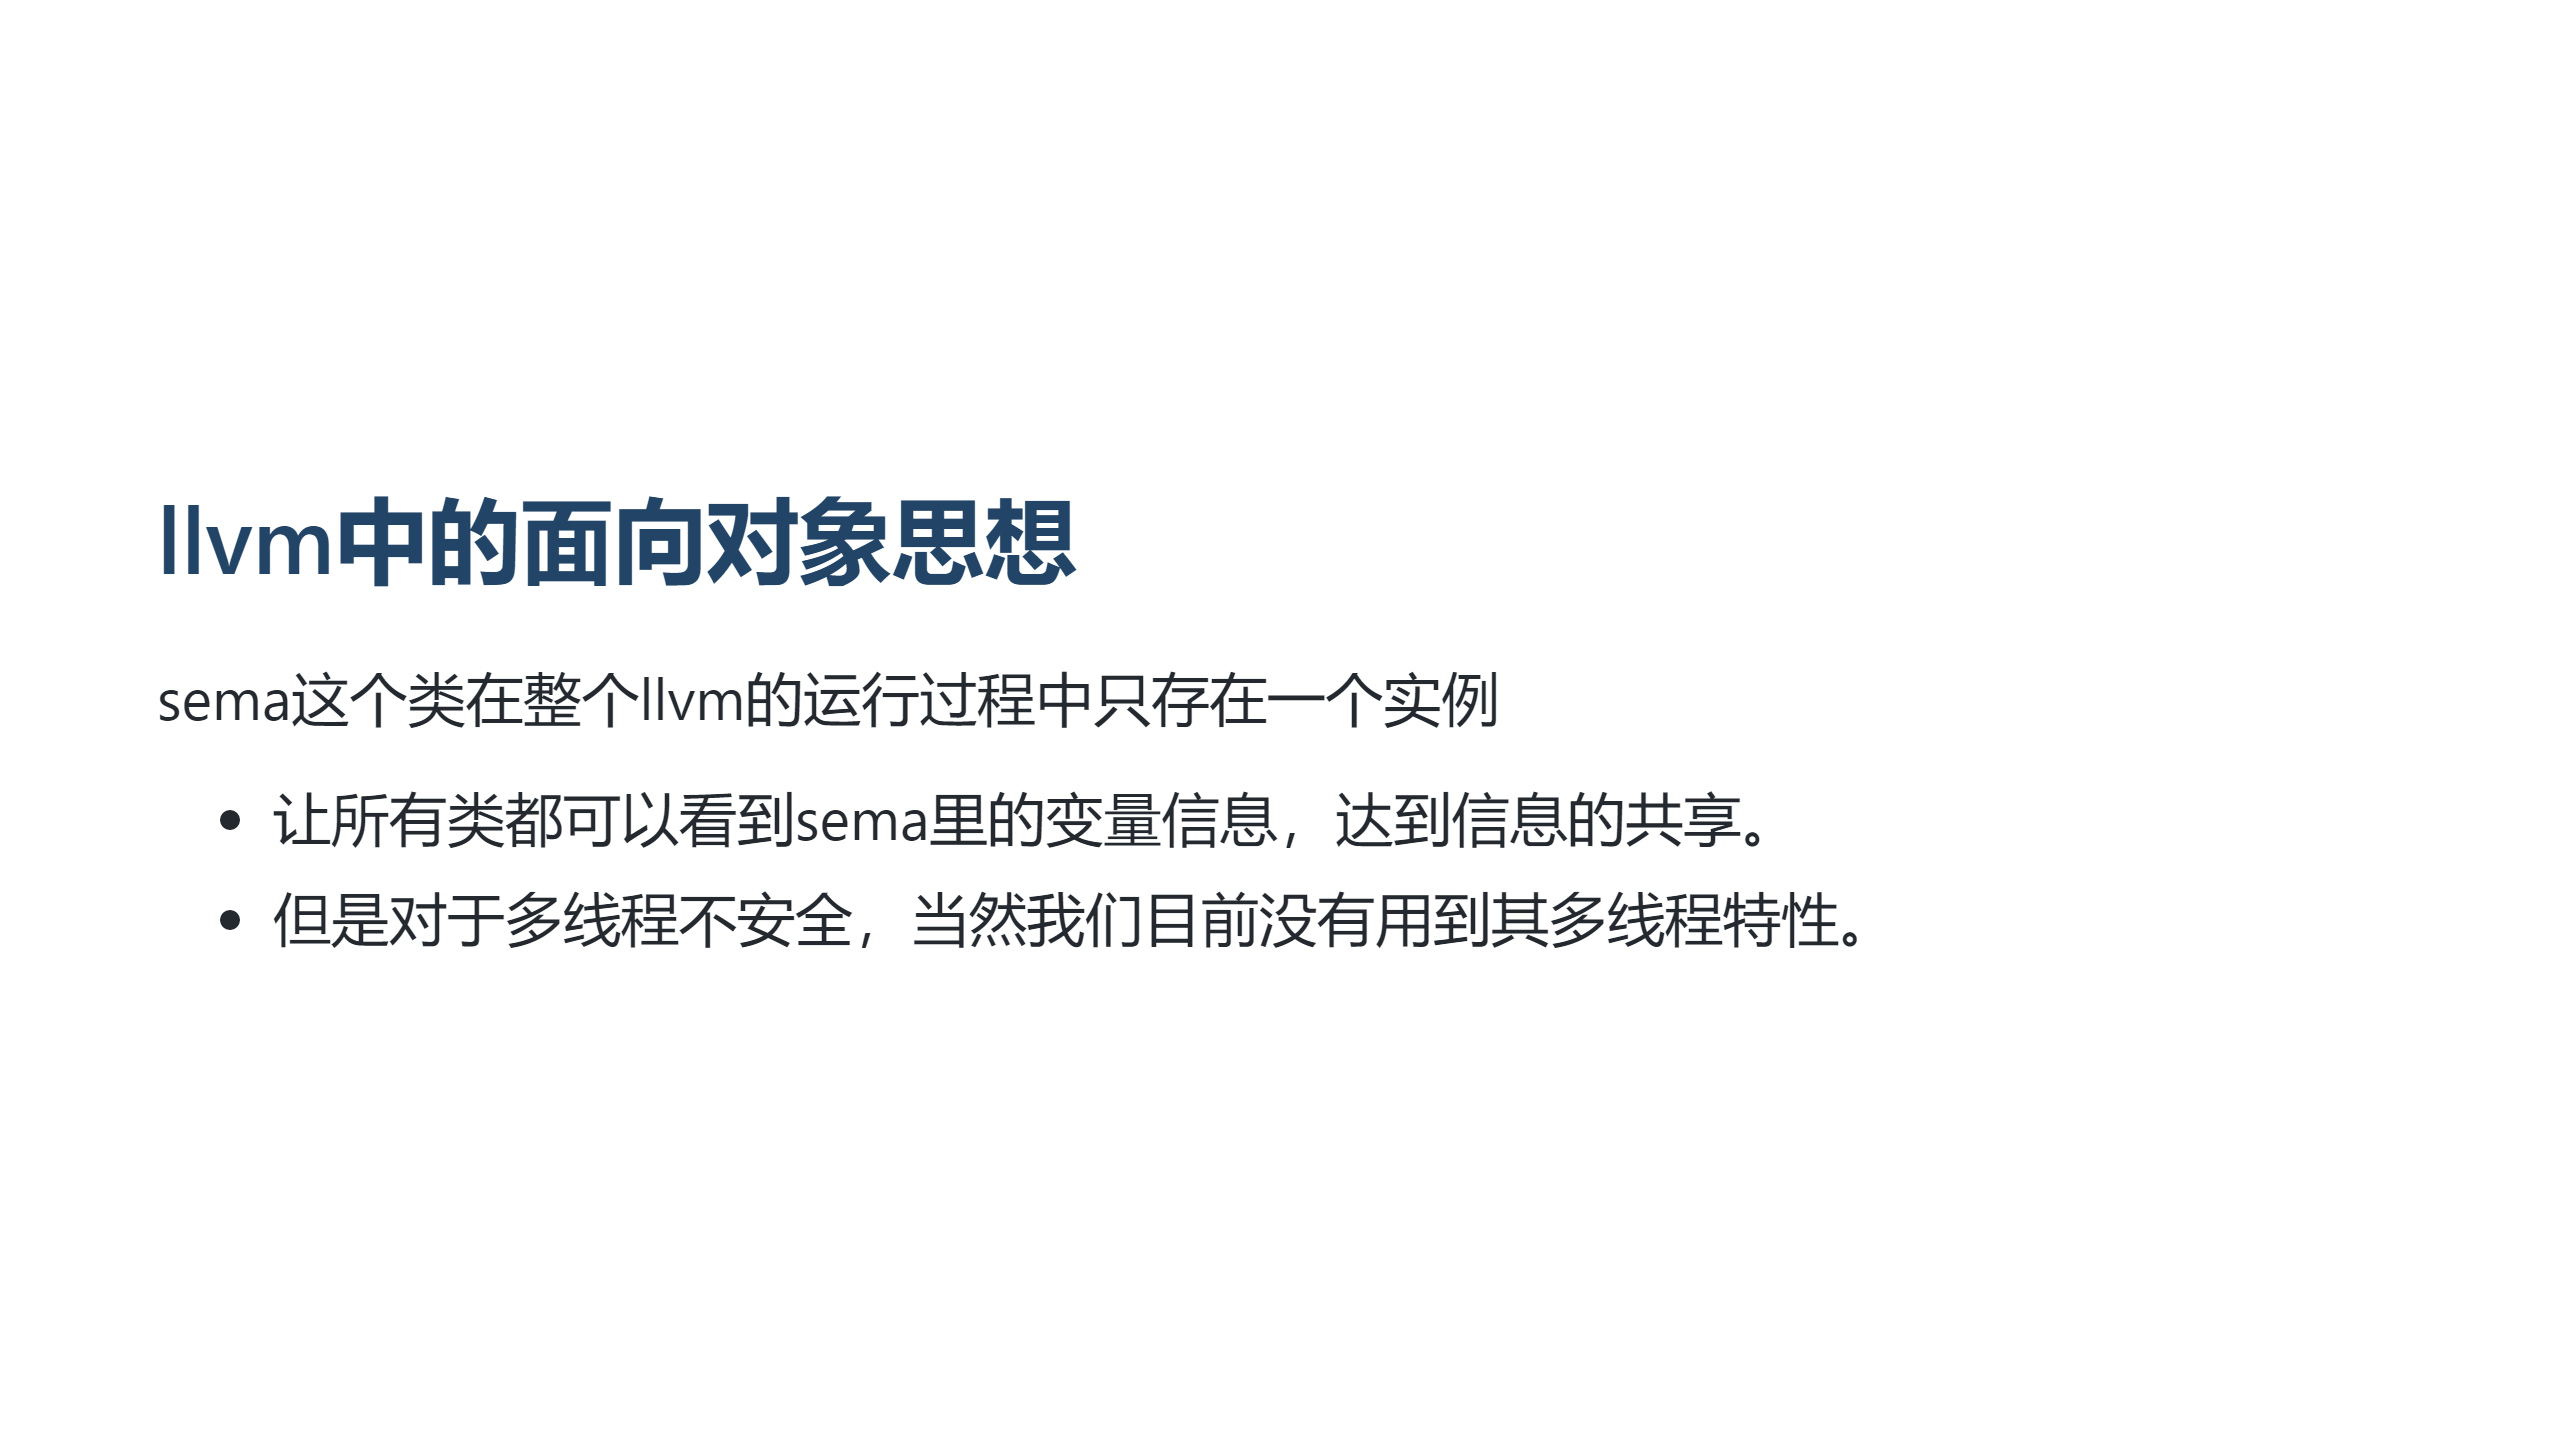 llvm中的面向对象思想
sema这个类在整个llvm的运行过程中只存在一个实例
让所有类都可以看到sema里的变量信息，达到信息的共享。
但是对于多线程不安全，当然我们目前没有用到其多线程特性。